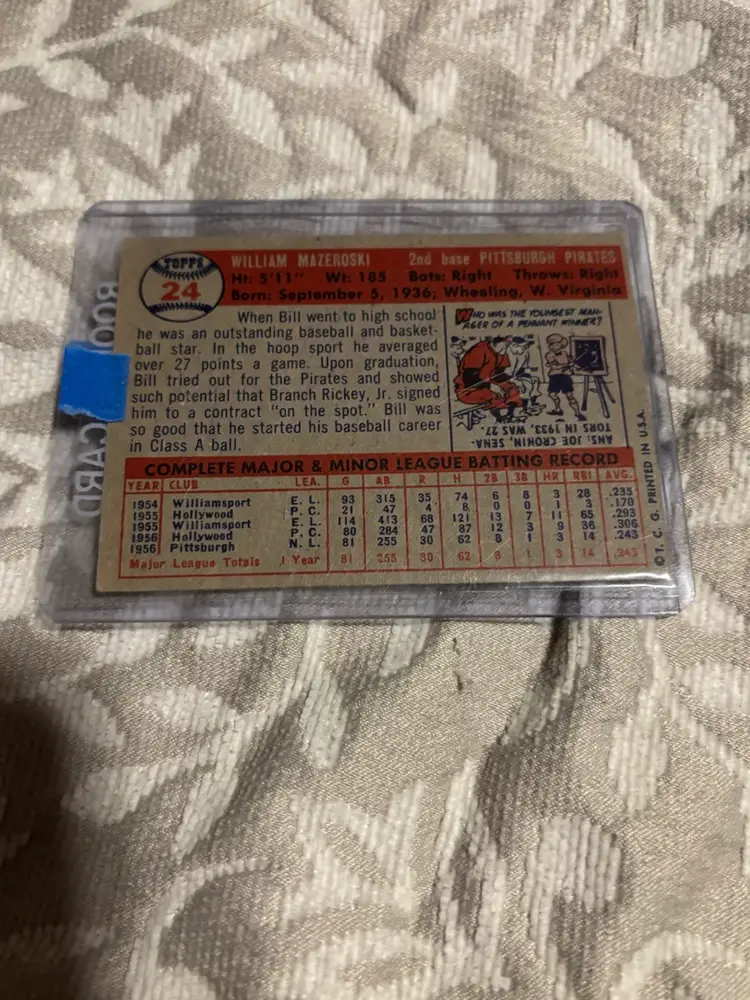 TOPPS
24
WILLIAM MAZEROSKI 2nd base PITTSBURGH PIRATES
Ht: 5'11" Wt: 185 Bats: Right Throws: Right
Born: September 5, 1936; Wheeling, W. Virginia
When Bill went to high school
he was an outstanding baseball and basket-
ball star. In the hoop sport he averaged
over 27 points a game. Upon graduation,
Bill tried out for the Pirates and showed
such potential that Branch Rickey, Jr. signed
him to a contract "on the spot." Bill was
so good that he started his baseball career
in Class A ball.
WHO WAS THE YOUNGEST MAN-
AGER OF A PENNANT WINNER?
ANS: JOE CRONIN, SENA-
TORS IN 1933, WAS 27.
COMPLETE MAJOR & MINOR LEAGUE BATTING RECORD
YEAR CLUB LEA. G AB R H 2B 3B HR RBI AVG.
1954 Williamsport E. L. 93 315 35 74 6 8 3 28 .235
1955 Hollywood P. C. 21 47 4 8 0 0 1 3 .170
1955 Williamsport E. L. 114 413 68 121 13 7 11 65 .293
1956 Hollywood P. C. 80 284 47 87 12 3 9 36 .306
1956 Pittsburgh N. L. 81 255 30 62 8 1 3 14 .243
Major League Totals 1 Year 81 255 30 62 8 1 3 14 .243
© T. C. G. PRINTED IN U.S.A.
CARD